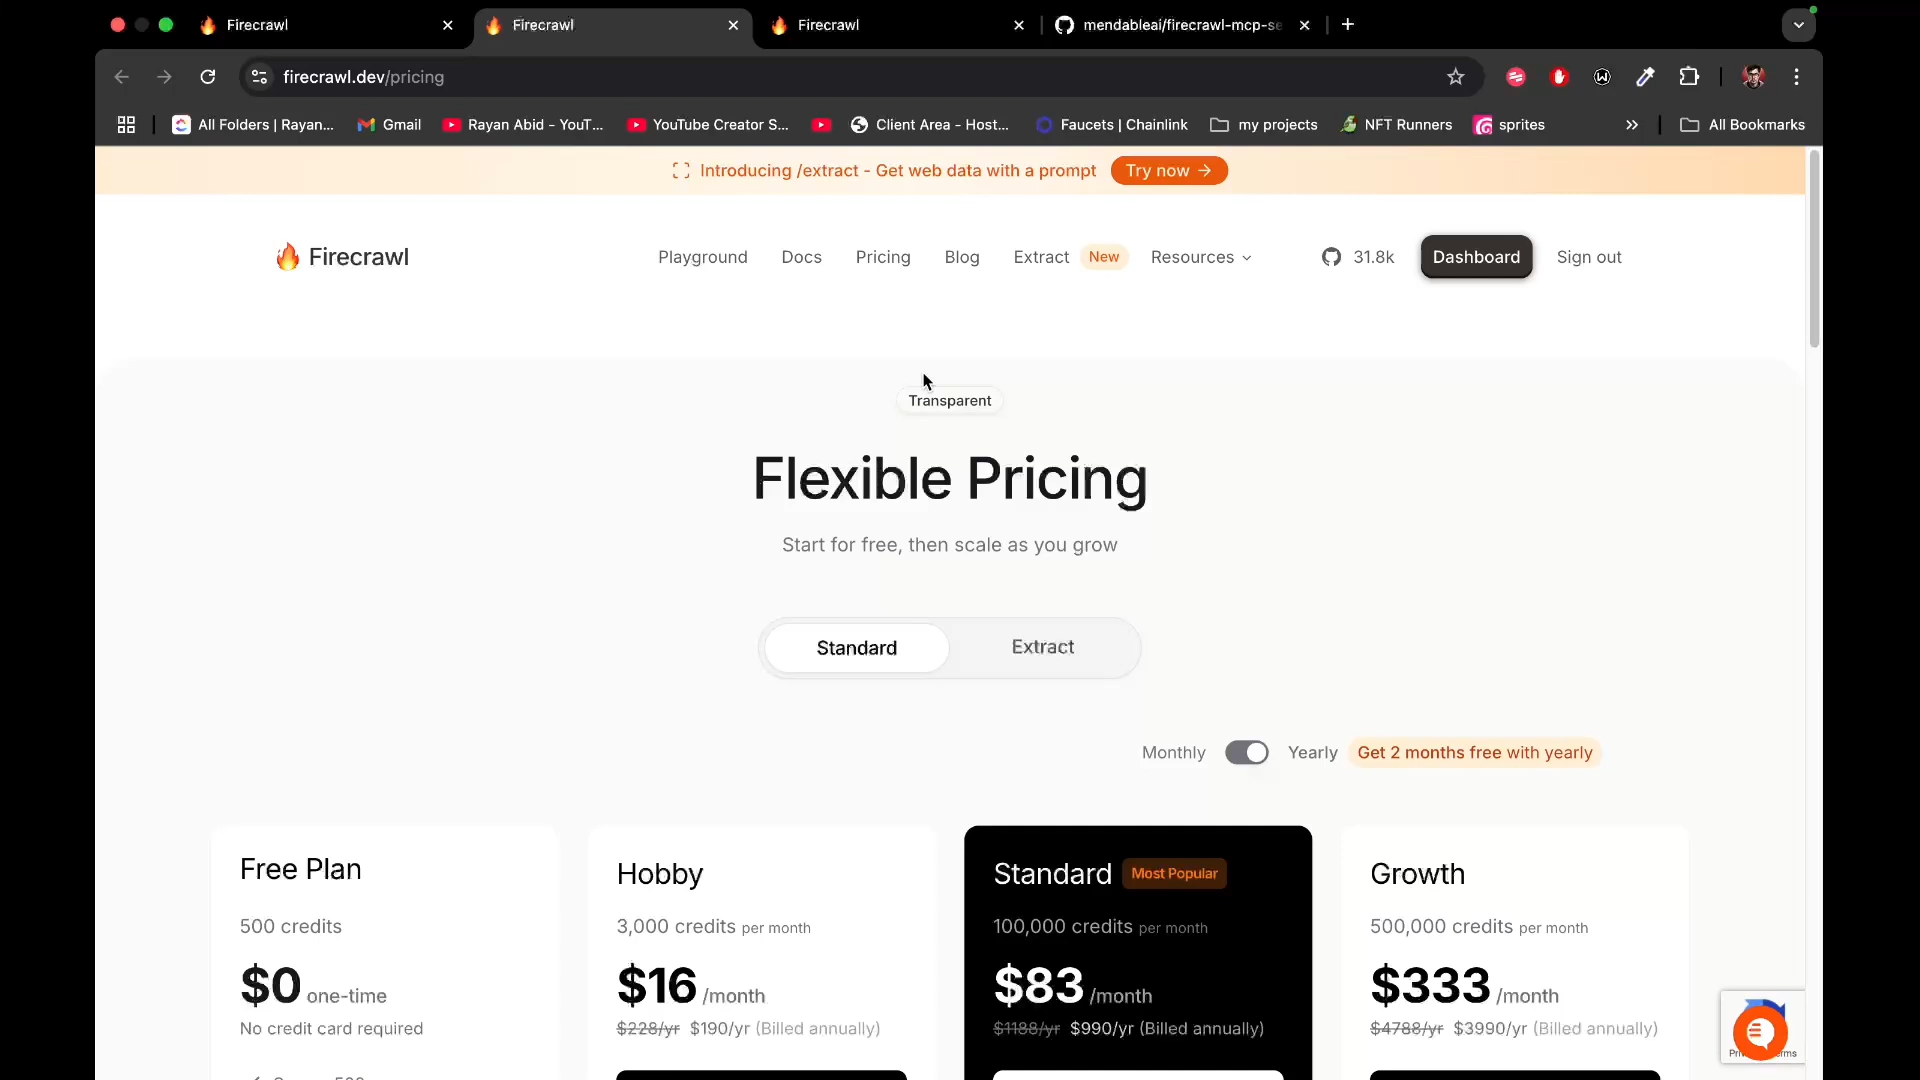 Firecrawl
Firecrawl
Firecrawl
mendableai/firecrawl-mcp-se
firecrawl.dev/pricing
All Folders | Rayan...
Gmail
Rayan Abid - YouT...
YouTube Creator S...
Client Area - Host...
Faucets | Chainlink
my projects
NFT Runners
sprites
All Bookmarks
Introducing /extract - Get web data with a prompt
Try now →
Firecrawl
Playground
Docs
Pricing
Blog
Extract
New
Resources
31.8k
Dashboard
Sign out
Transparent
Flexible Pricing
Start for free, then scale as you grow
Standard
Extract
Monthly
Yearly
Get 2 months free with yearly
Free Plan
500 credits
$0 one-time
No credit card required
Hobby
3,000 credits per month
$16 /month
$228/yr $190/yr (Billed annually)
Standard
Most Popular
100,000 credits per month
$83 /month
$1188/yr $990/yr (Billed annually)
Growth
500,000 credits per month
$333 /month
$4788/yr $3990/yr (Billed annually)